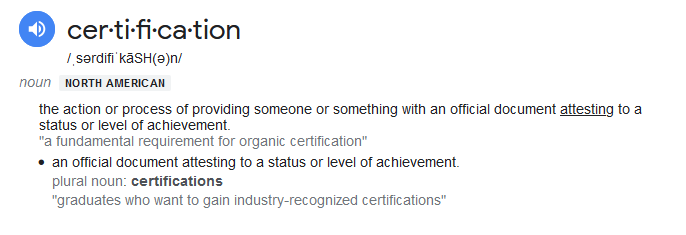 cer·ti·fi·ca·tion
/ˌsərdifiˈkāSH(ə)n/
noun NORTH AMERICAN
the action or process of providing someone or something with an official document attesting to a
status or level of achievement.
"a fundamental requirement for organic certification"
• an official document attesting to a status or level of achievement.
plural noun: certifications
"graduates who want to gain industry-recognized certifications"